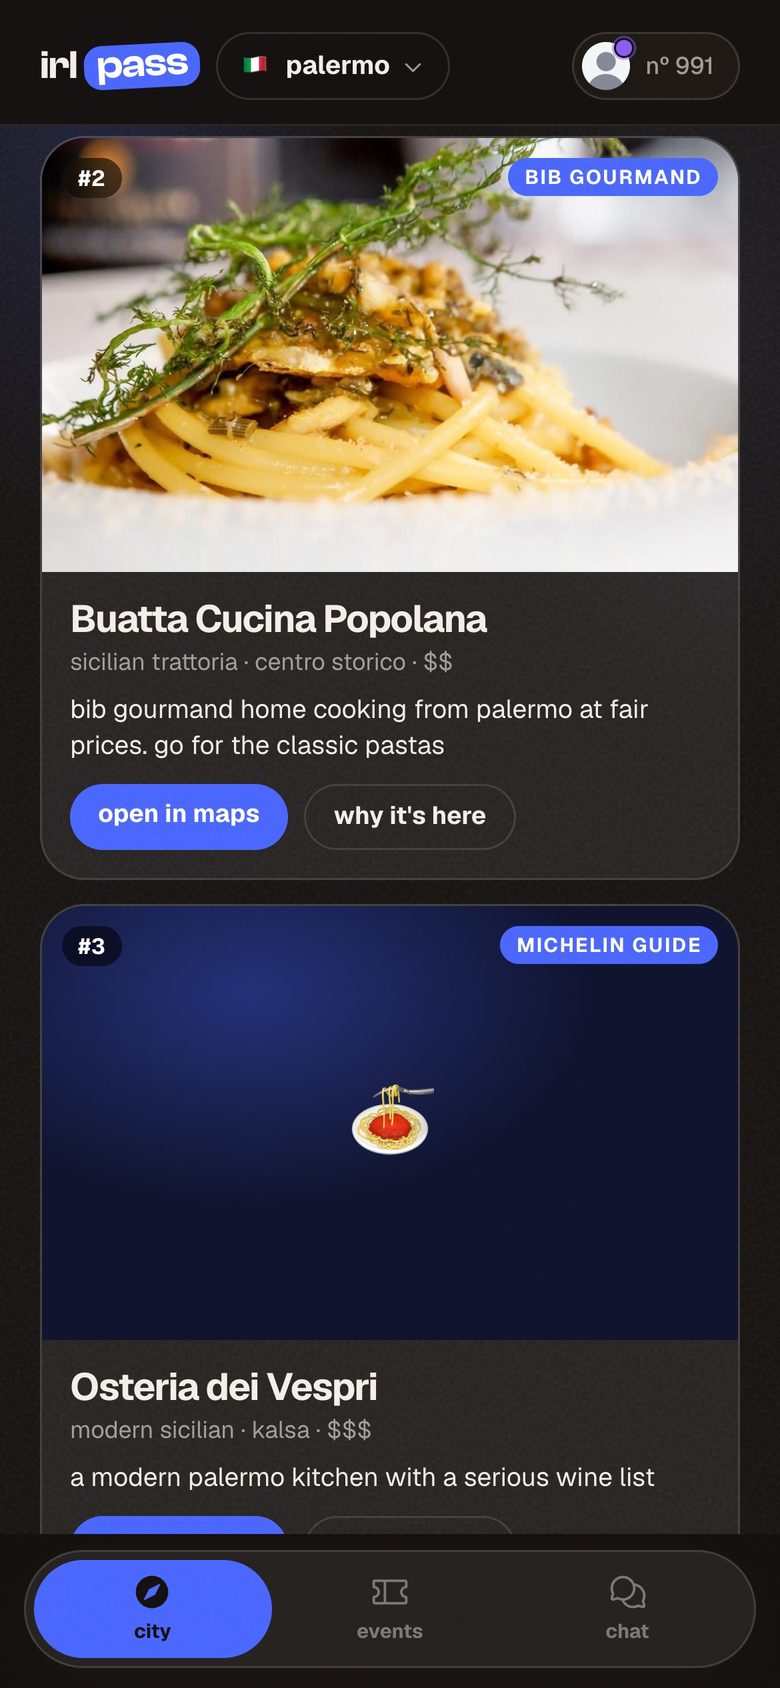 irl pass
palermo
nº 991
#2
BIB GOURMAND
Buatta Cucina Popolana
sicilian trattoria · centro storico · $$
bib gourmand home cooking from palermo at fair
prices. go for the classic pastas
open in maps
why it's here
#3
MICHELIN GUIDE
Osteria dei Vespri
modern sicilian · kalsa · $$$
a modern palermo kitchen with a serious wine list
city
events
chat